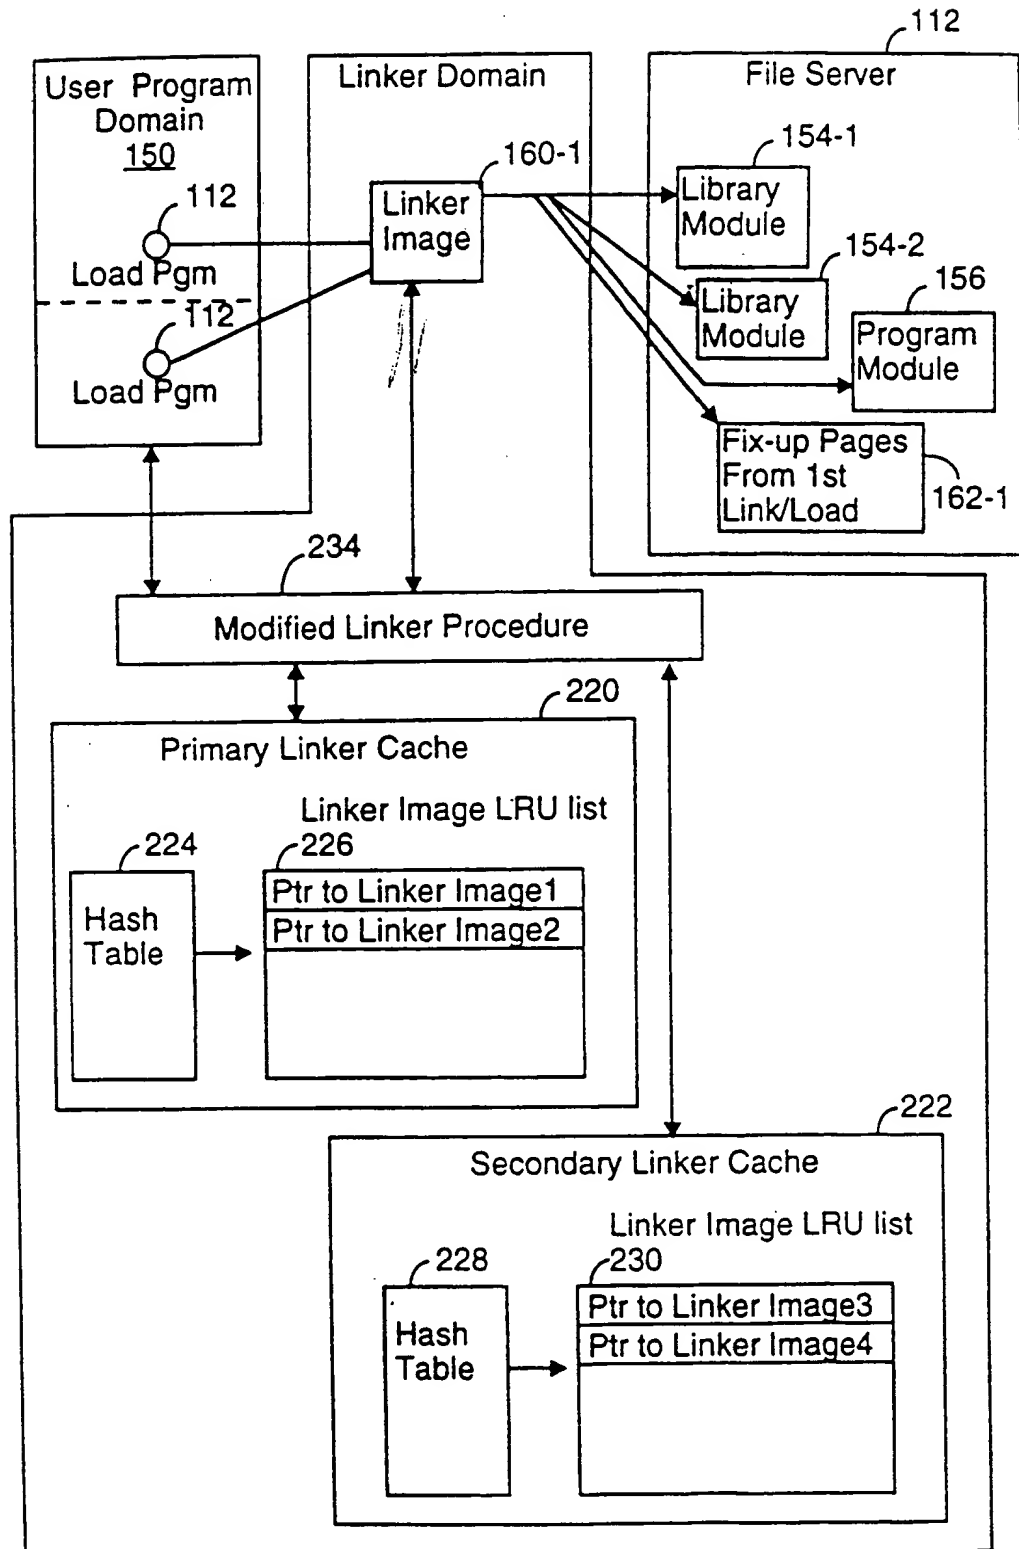 112
User Program
Domain
150
Linker Domain
File Server
160-1
154-1
Library
Module
112
Linker
Image
Load Pgm
154-2
156
112
Library
Module
Program
Module
Load Pgm
Fix-up Pages
From 1st
Link/Load
162-1
234
Modified Linker Procedure
220
Primary Linker Cache
Linker Image LRU list
224
226
Ptr to Linker Image1
Ptr to Linker Image2
Hash
Table
222
Secondary Linker Cache
Linker Image LRU list
228
230
Ptr to Linker Image3
Ptr to Linker Image4
Hash
Table